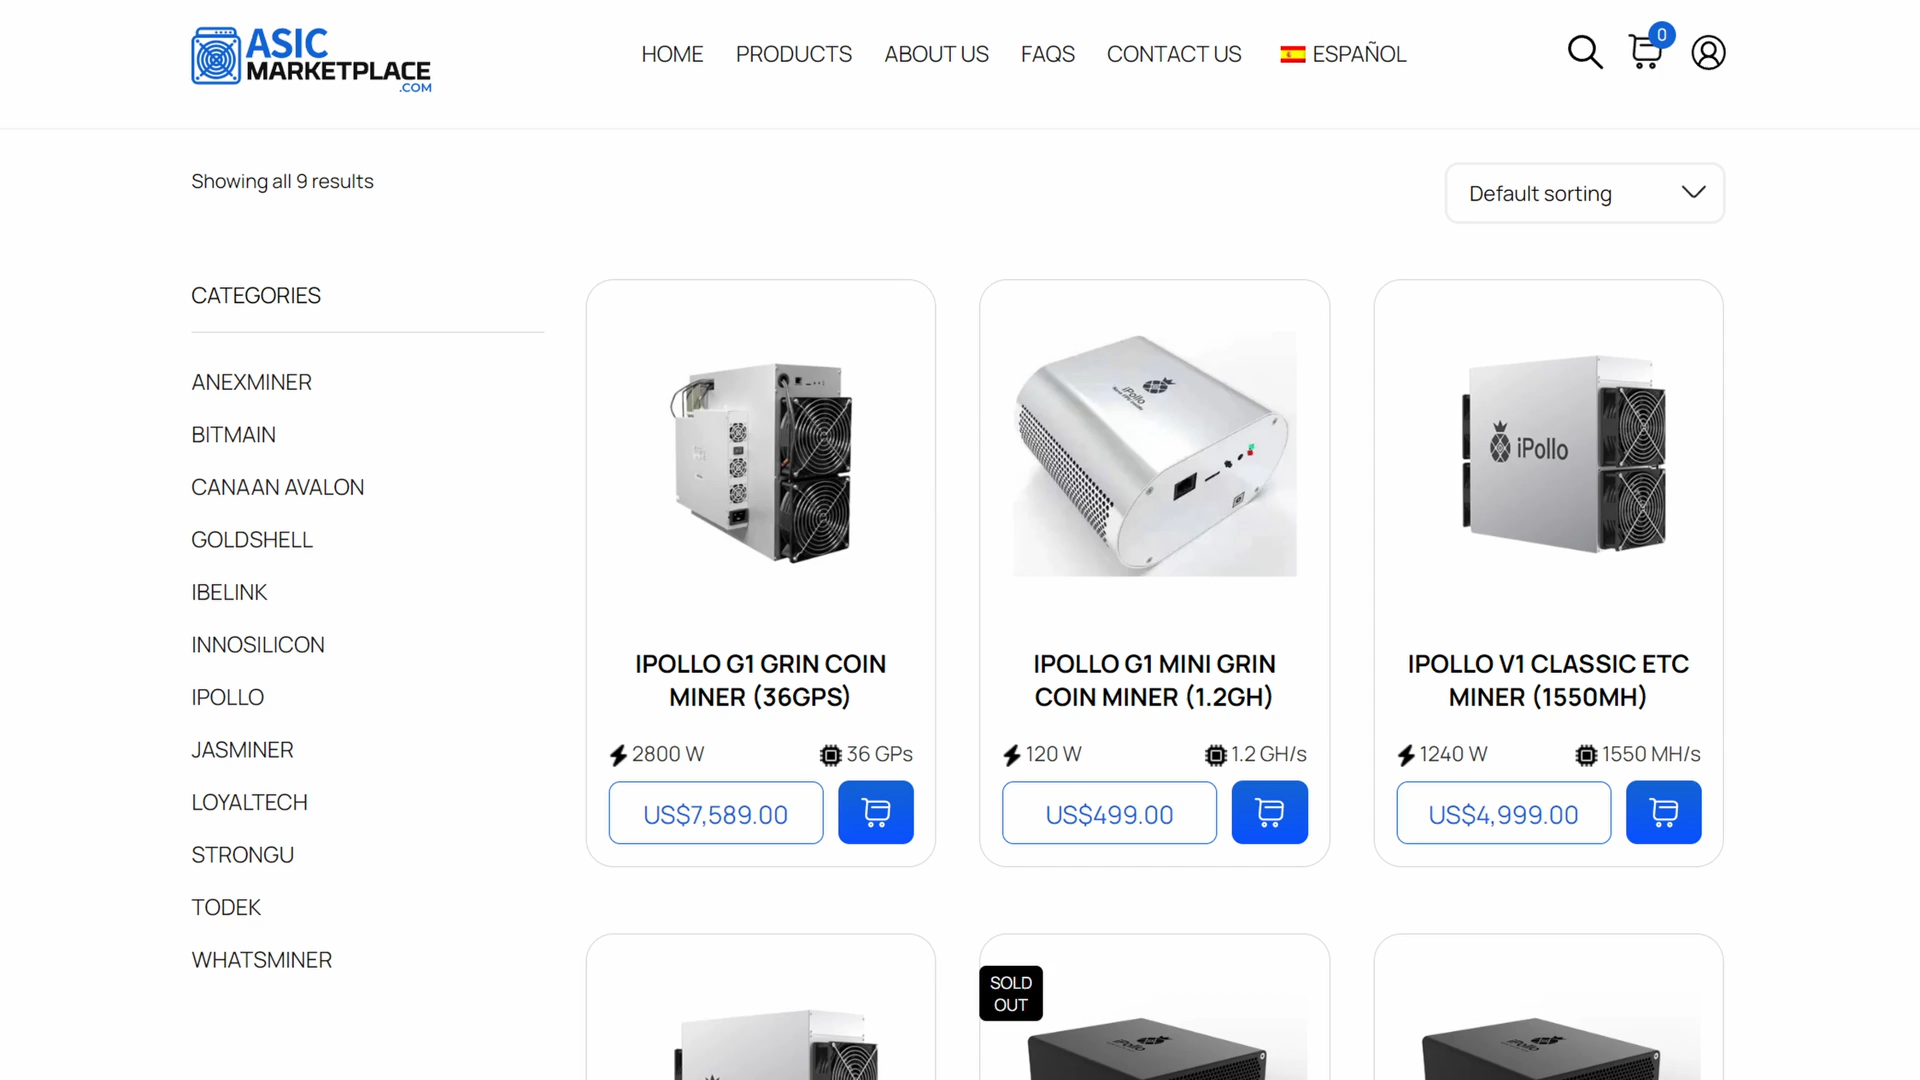 ASIC
MARKETPLACE
.COM
HOME
PRODUCTS
ABOUT US
FAQS
CONTACT US
ESPAÑOL
0
Showing all 9 results
Default sorting
CATEGORIES
ANEXMINER
BITMAIN
CANAAN AVALON
GOLDSHELL
IBELINK
INNOSILICON
IPOLLO
JASMINER
LOYALTECH
STRONGU
TODEK
WHATSMINER
IPOLLO G1 GRIN COIN
MINER (36GPS)
2800 W
36 GPs
US$7,589.00
iPollo
IPOLLO G1 MINI GRIN
COIN MINER (1.2GH)
120 W
1.2 GH/s
US$499.00
iPollo
IPOLLO V1 CLASSIC ETC
MINER (1550MH)
1240 W
1550 MH/s
US$4,999.00
SOLD
OUT
iPollo
iPollo